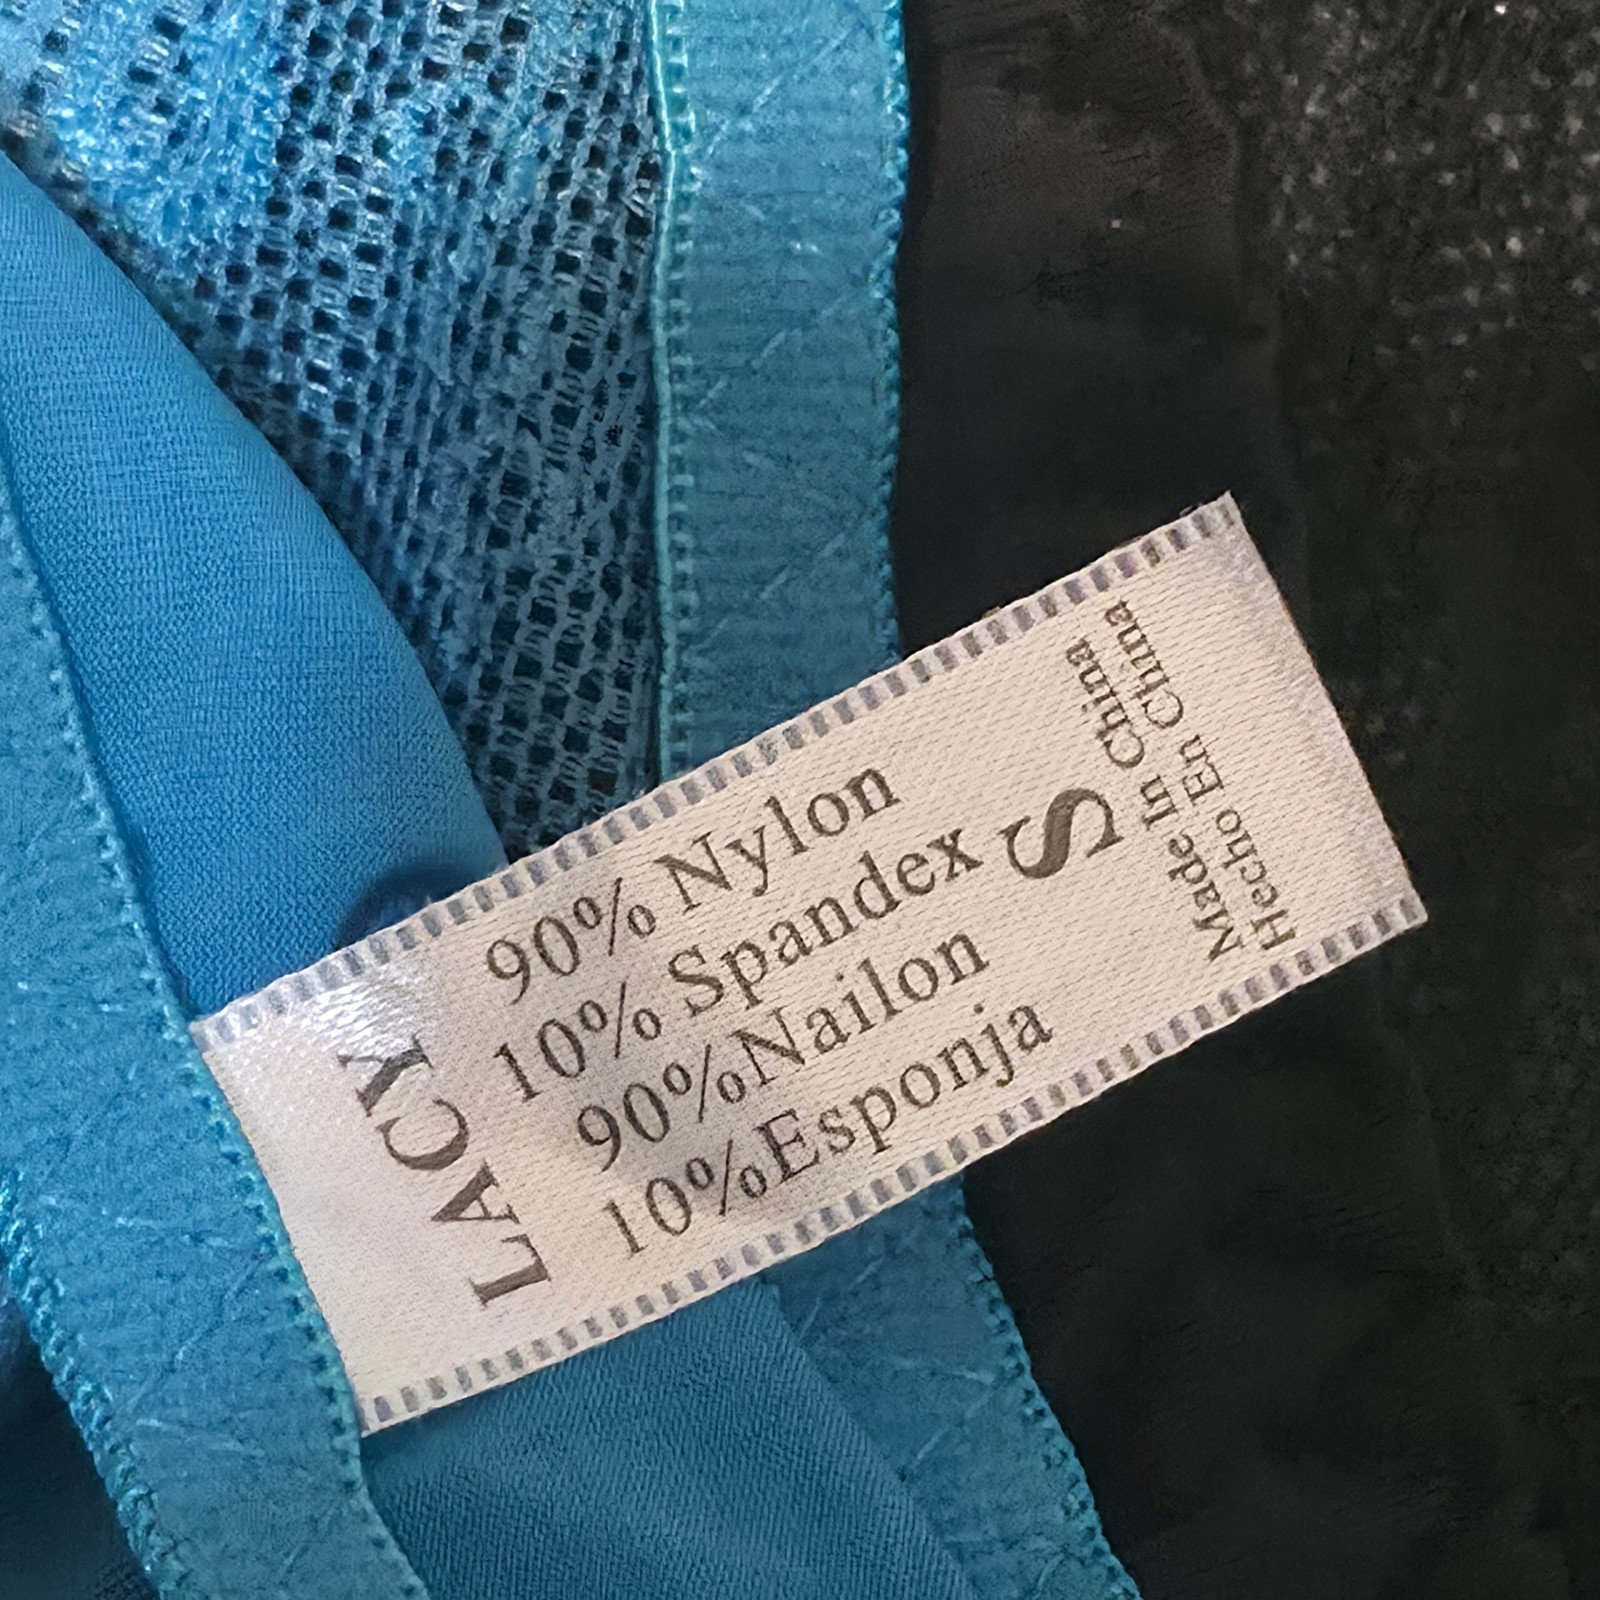 LACY
90% Nylon
10% Spandex
90%Nailon
10%Esponja
S
Made In China
Hecho En China